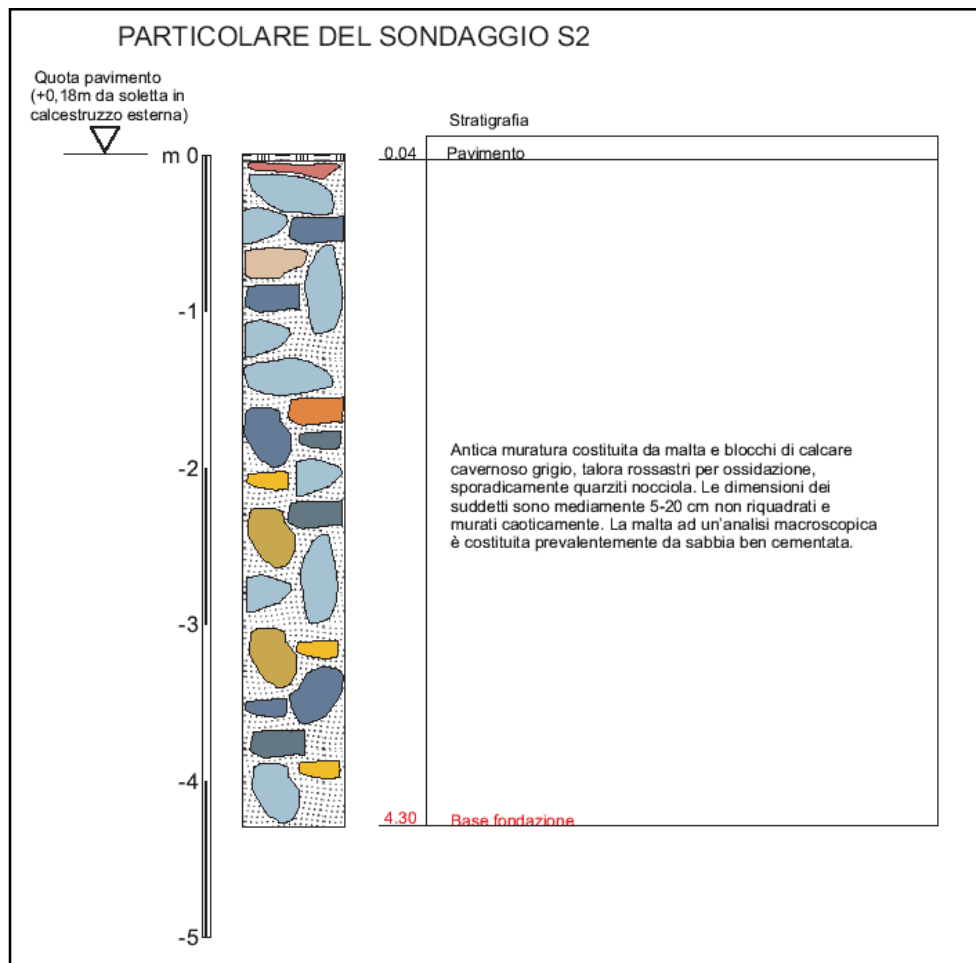 PARTICOLARE DEL SONDAGGIO S2
Quota pavimento
(+0,18m da soletta in
calcestruzzo esterna)
Stratigrafia
m 0
0.04 Pavimento
-1
-2
Antica muratura costituita da malta e blocchi di calcare
cavernoso grigio, talora rossastri per ossidazione,
sporadicamente quarziti nocciola. Le dimensioni dei
suddetti sono mediamente 5-20 cm non riquadrati e
murati caoticamente. La malta ad un'analisi macroscopica
è costituita prevalentemente da sabbia ben cementata.
-3
-4
4.30 Base fondazione
-5